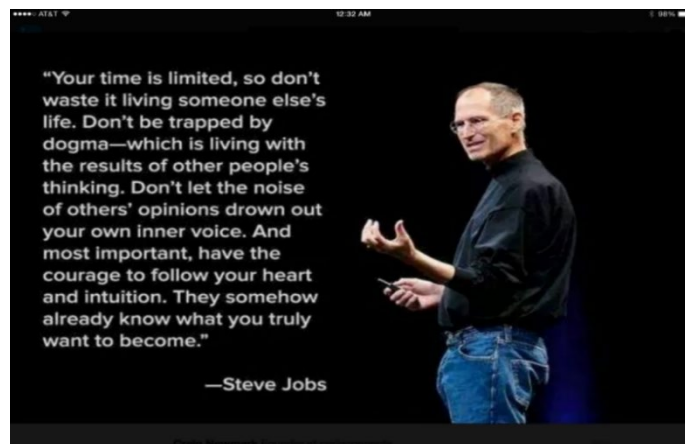 AT&T 12:32 AM 98%
“Your time is limited, so don’t
waste it living someone else’s
life. Don’t be trapped by
dogma—which is living with
the results of other people’s
thinking. Don’t let the noise
of others’ opinions drown out
your own inner voice. And
most important, have the
courage to follow your heart
and intuition. They somehow
already know what you truly
want to become.”
—Steve Jobs